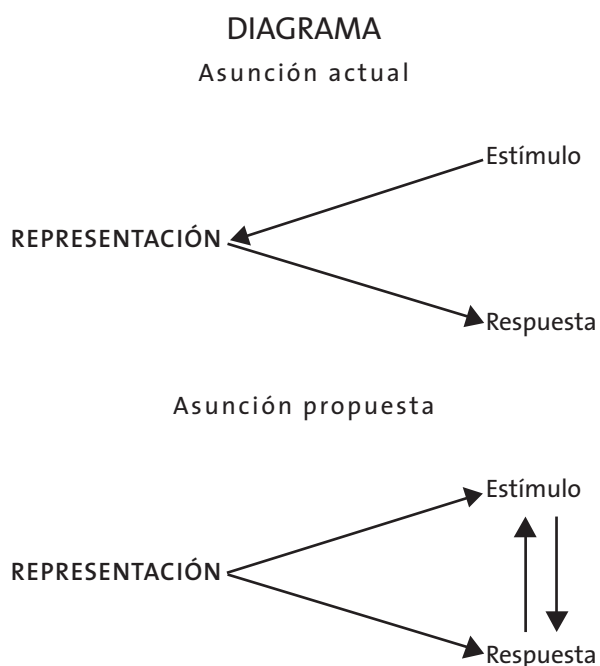 DIAGRAMA
Asunción actual
Estímulo
REPRESENTACIÓN
Respuesta
Asunción propuesta
Estímulo
REPRESENTACIÓN
Respuesta